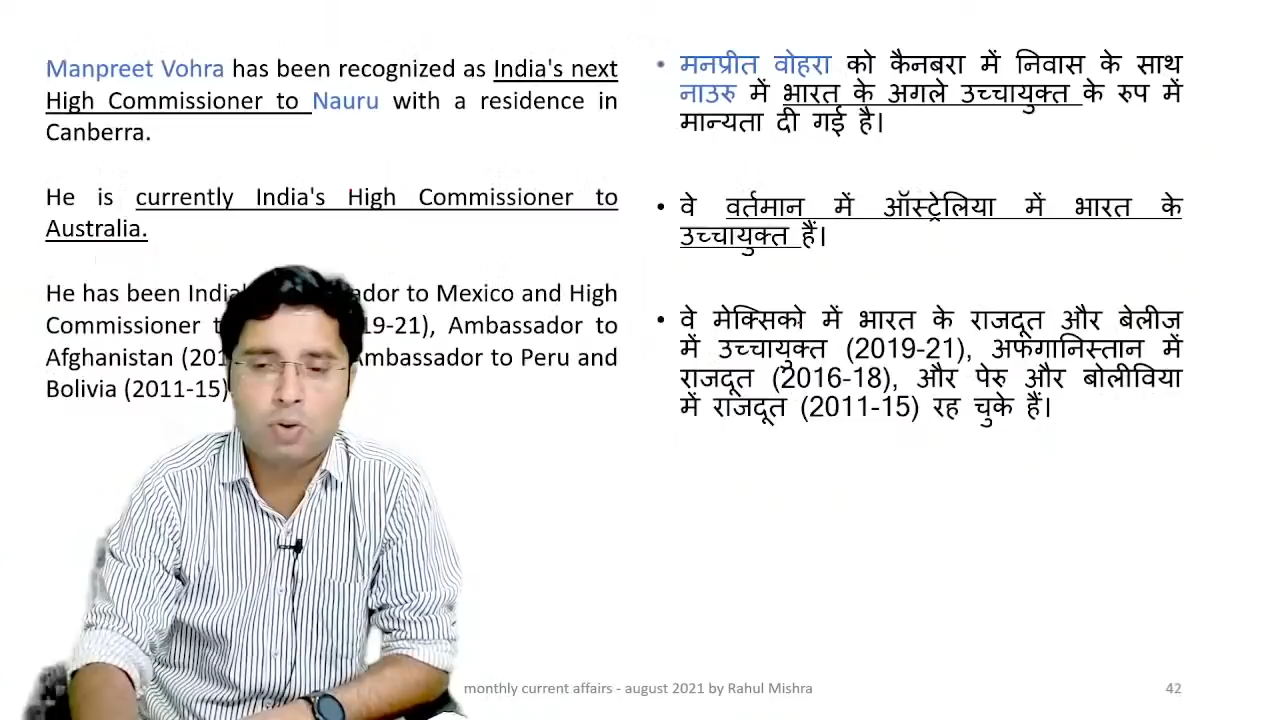 Manpreet Vohra has been recognized as India's next
High Commissioner to Nauru with a residence in
Canberra.
He is currently India's High Commissioner to
Australia.
He has been ador to Mexico and High
Commissioner 19-21), Ambassador to
Afghanistan Ambassador to Peru and
Bolivia (2011-15)
• मनप्रीत वोहरा को कैनबरा में निवास के साथ
नाउरु में भारत के अगले उच्चायुक्त के रुप में
मान्यता दी गई है।
• वे वर्तमान में ऑस्ट्रेलिया में भारत के
उच्चायुक्त हैं।
• वे मेक्सिको में भारत के राजदूत और बेलीज
में उच्चायुक्त (2019-21), अफगानिस्तान में
राजदूत (2016-18), और पेरु और बोलीविया
में राजदूत (2011-15) रह चुके हैं।
monthly current affairs - august 2021 by Rahul Mishra
42